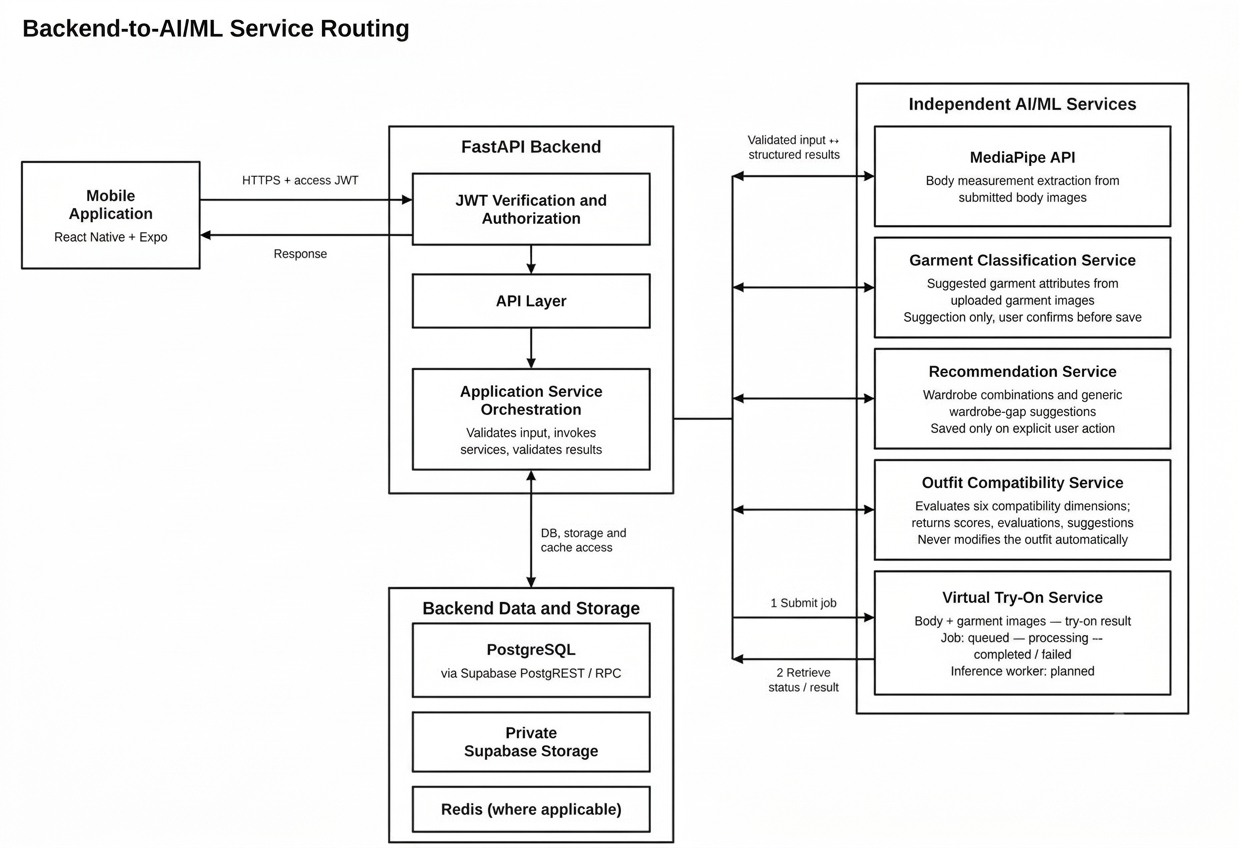 Backend-to-AI/ML Service Routing
Mobile
Application
React Native + Expo
HTTPS + access JWT
Response
FastAPI Backend
JWT Verification and
Authorization
API Layer
Application Service
Orchestration
Validates input, invokes
services, validates results
DB, storage and
cache access
Backend Data and Storage
PostgreSQL
via Supabase PostgREST / RPC
Private
Supabase Storage
Redis (where applicable)
Validated input ↔
structured results
1 Submit job
2 Retrieve
status / result
Independent AI/ML Services
MediaPipe API
Body measurement extraction from
submitted body images
Garment Classification Service
Suggested garment attributes from
uploaded garment images
Suggestion only, user confirms before save
Recommendation Service
Wardrobe combinations and generic
wardrobe-gap suggestions
Saved only on explicit user action
Outfit Compatibility Service
Evaluates six compatibility dimensions;
returns scores, evaluations, suggestions
Never modifies the outfit automatically
Virtual Try-On Service
Body + garment images — try-on result
Job: queued — processing --
completed / failed
Inference worker: planned